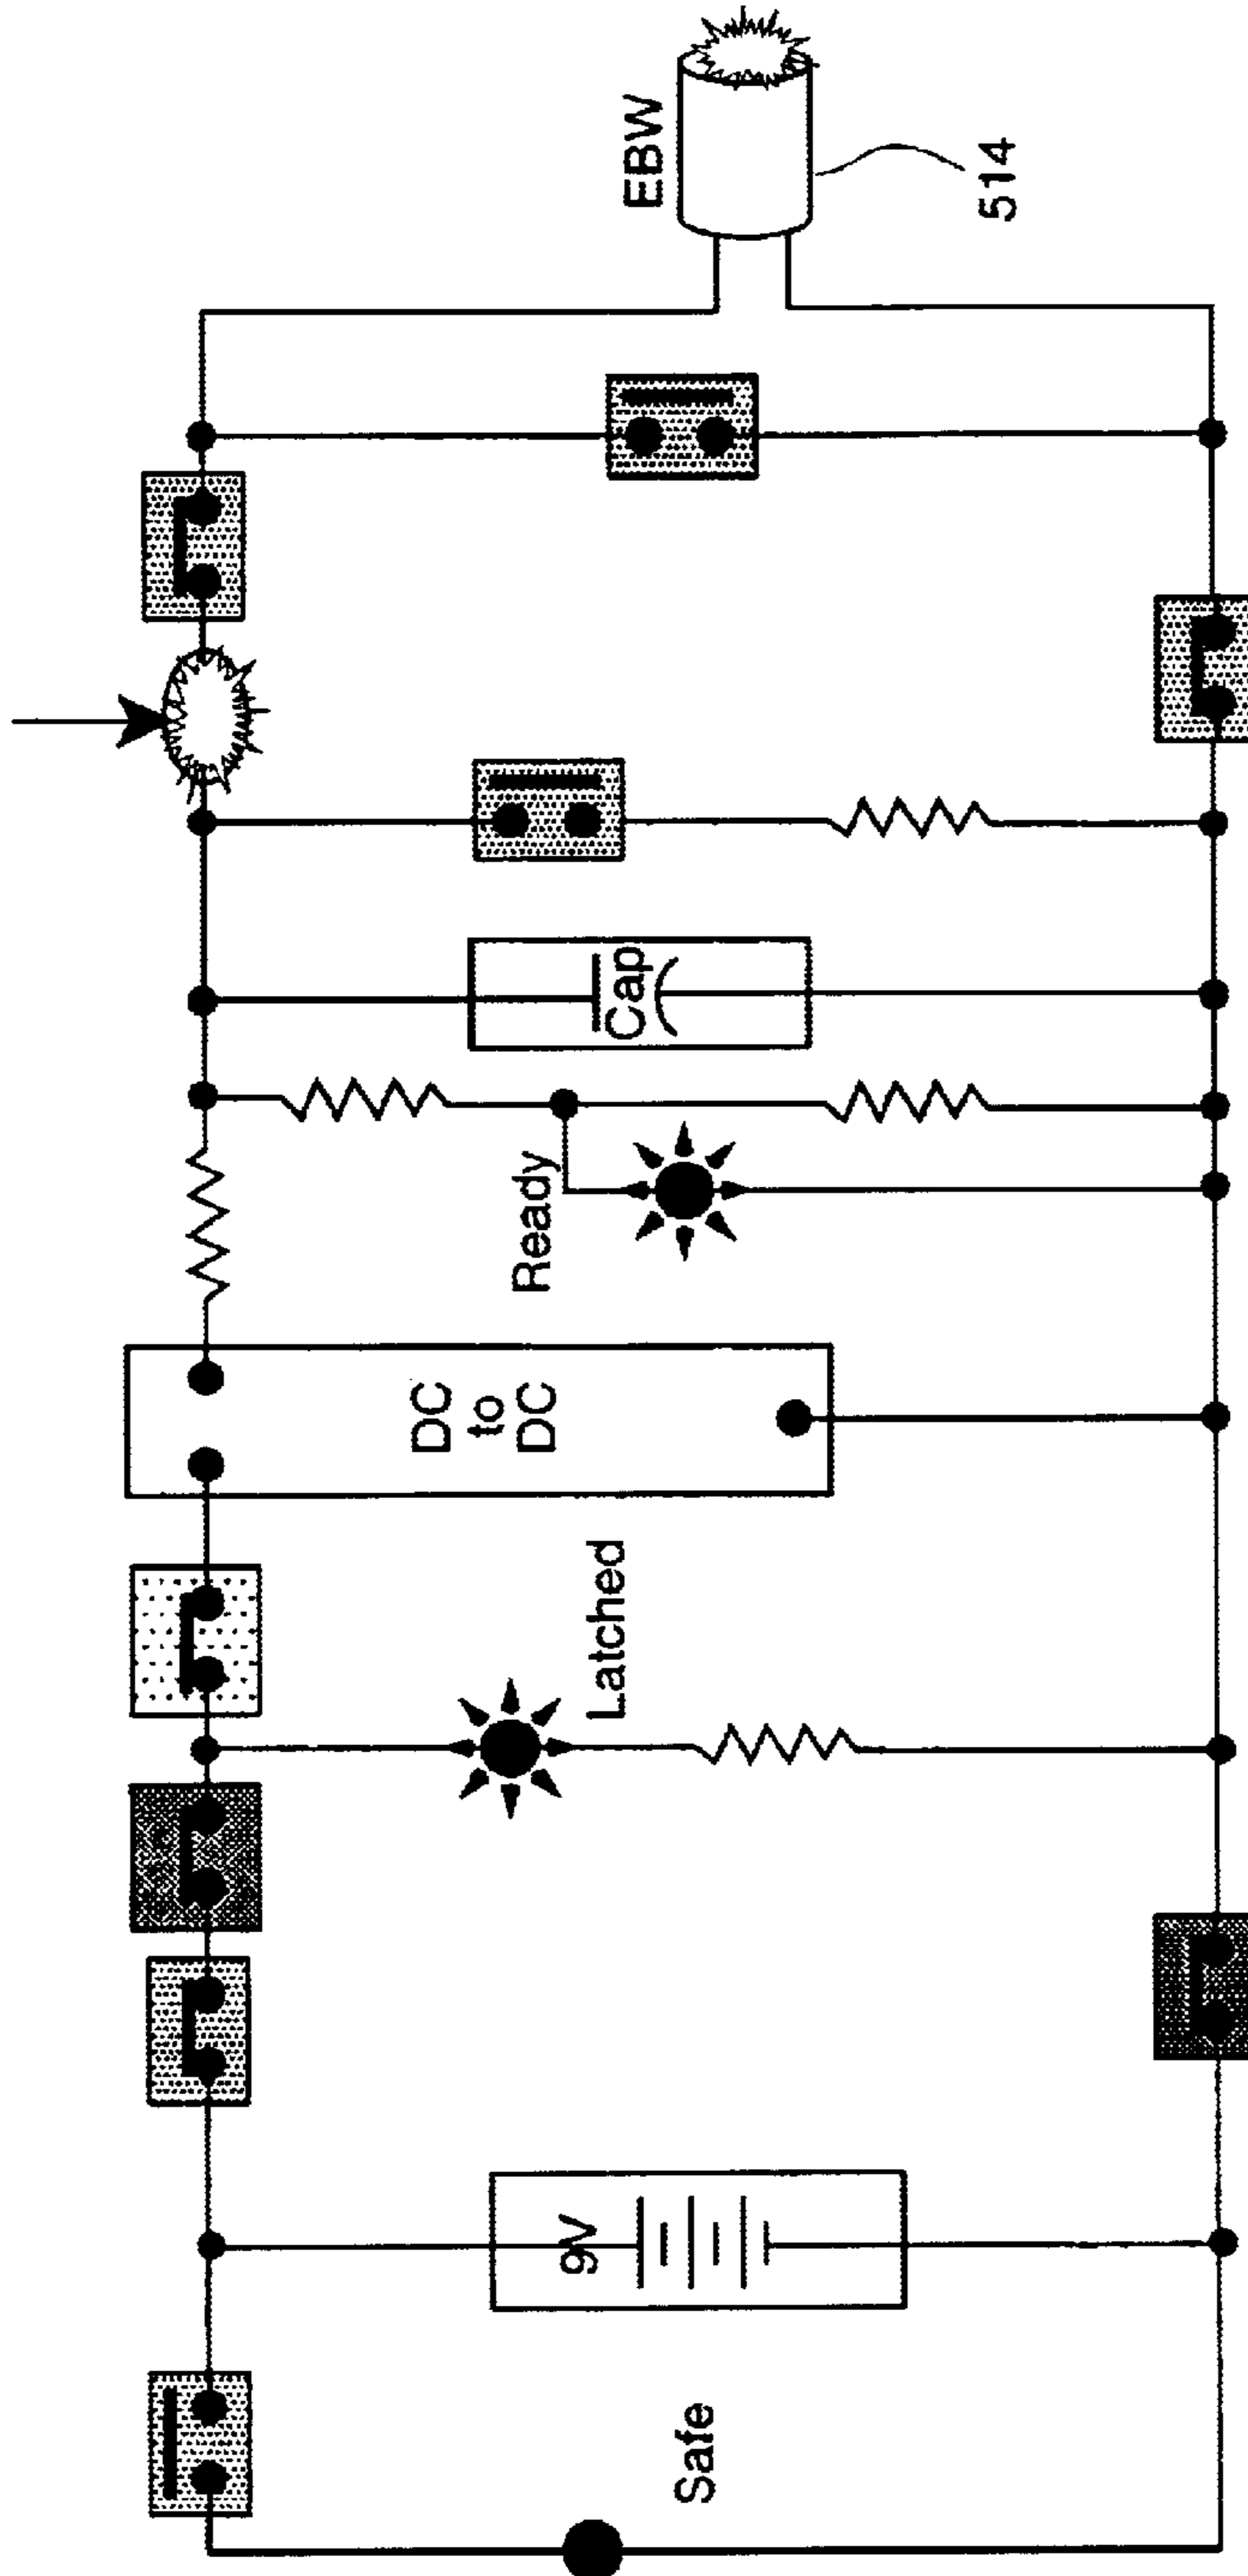 Safe
9V
Latched
DC
to
DC
Ready
Cap
EBW
514